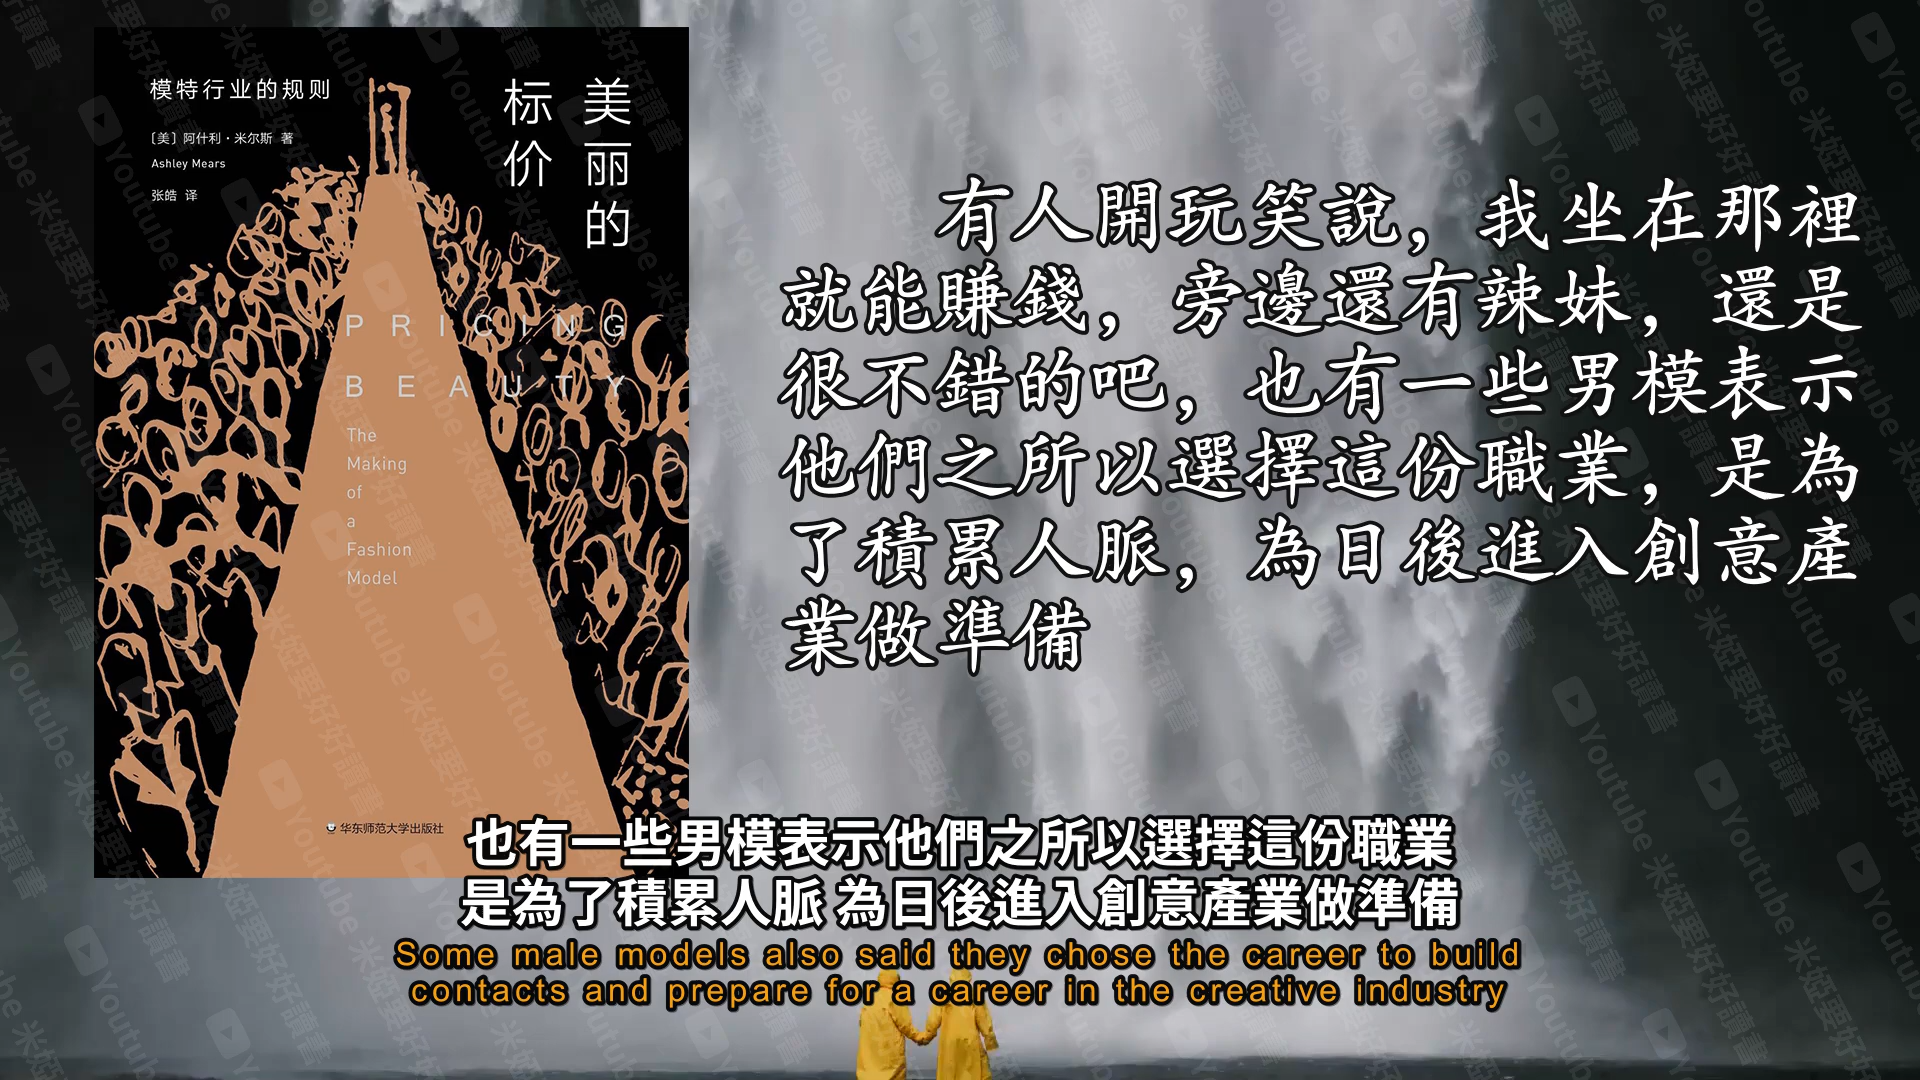 模特行业的规则
〔美〕阿什利·米尔斯 著
Ashley Mears
张皓 译
美丽的
标价
PRICING
BEAUTY
The
Making
of
a
Fashion
Model
华东师范大学出版社
有人開玩笑說，我坐在那裡
就能賺錢，旁邊還有辣妹，還是
很不錯的吧，也有一些男模表示
他們之所以選擇這份職業，是為
了積累人脈，為日後進入創意產
業做準備
也有一些男模表示他們之所以選擇這份職業
是為了積累人脈 為日後進入創意產業做準備
Some male models also said they chose the career to build
contacts and prepare for a career in the creative industry
Youtube 米婭要好好讀書